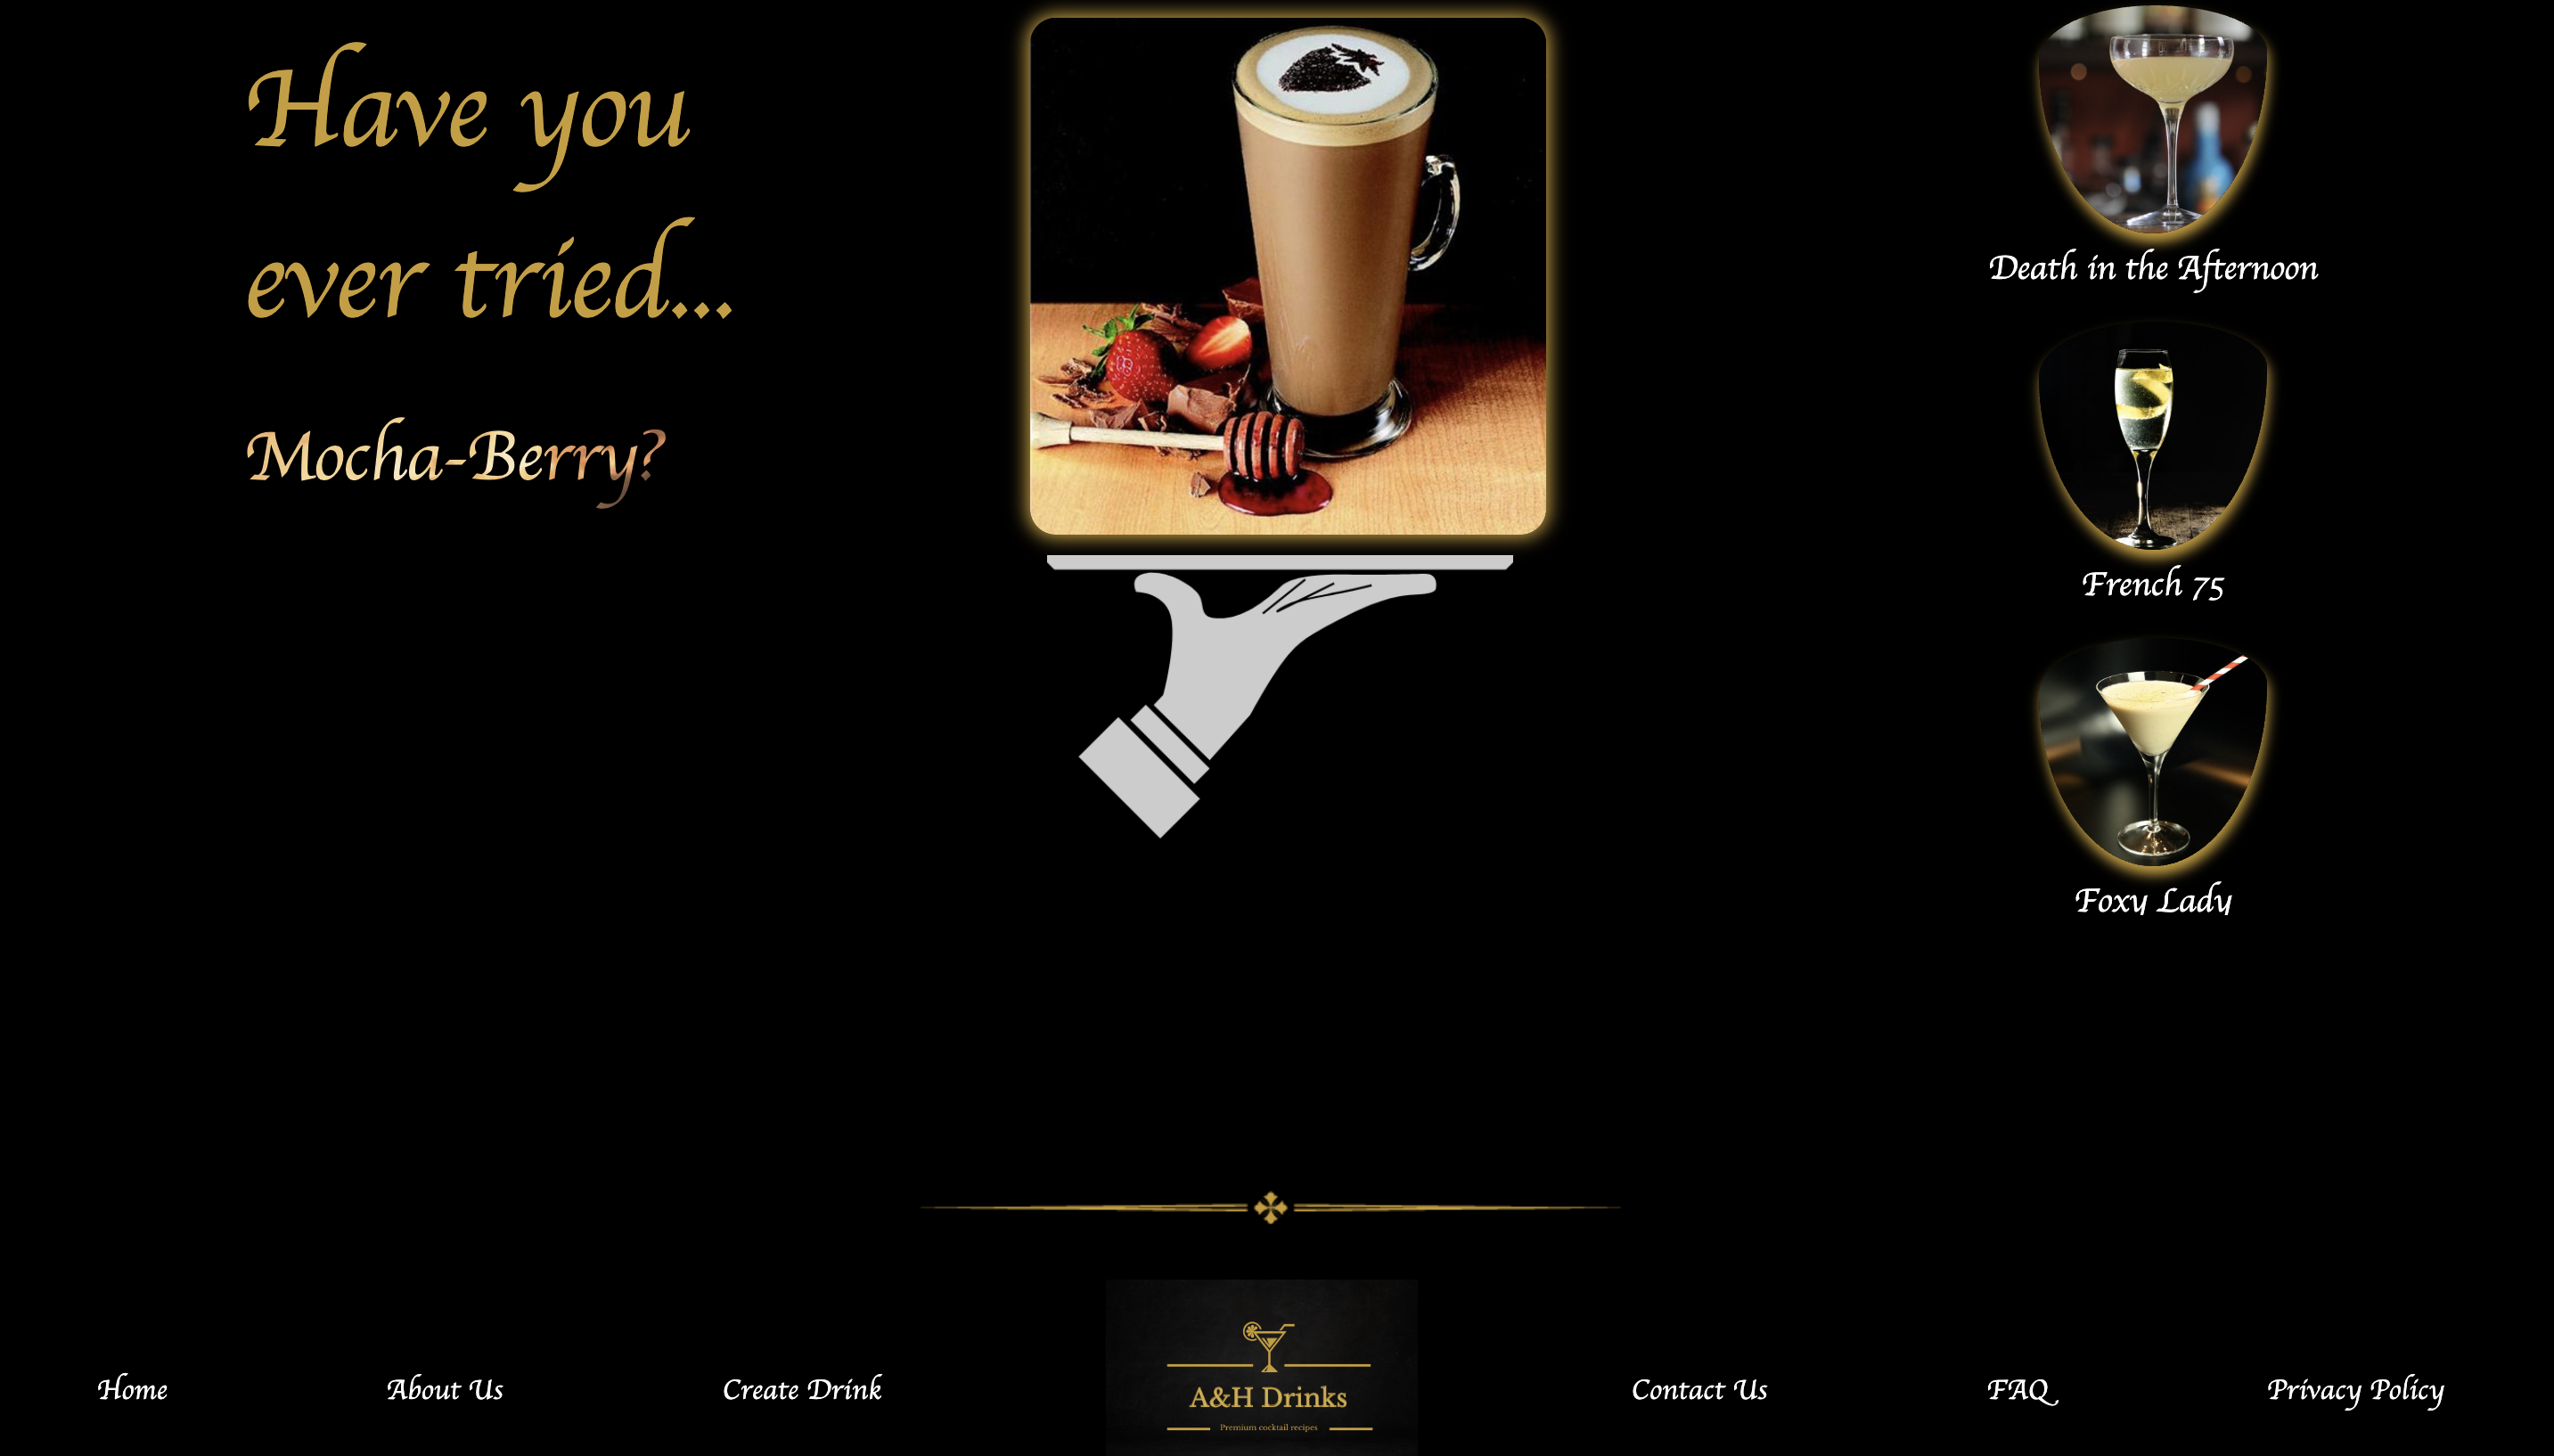 Have you
ever tried...
Mocha-Berry?
Death in the Afternoon
French 75
Foxy Lady
Home
About Us
Create Drink
A&H Drinks
Premium cocktail recipes
Contact Us
FAQ
Privacy Policy